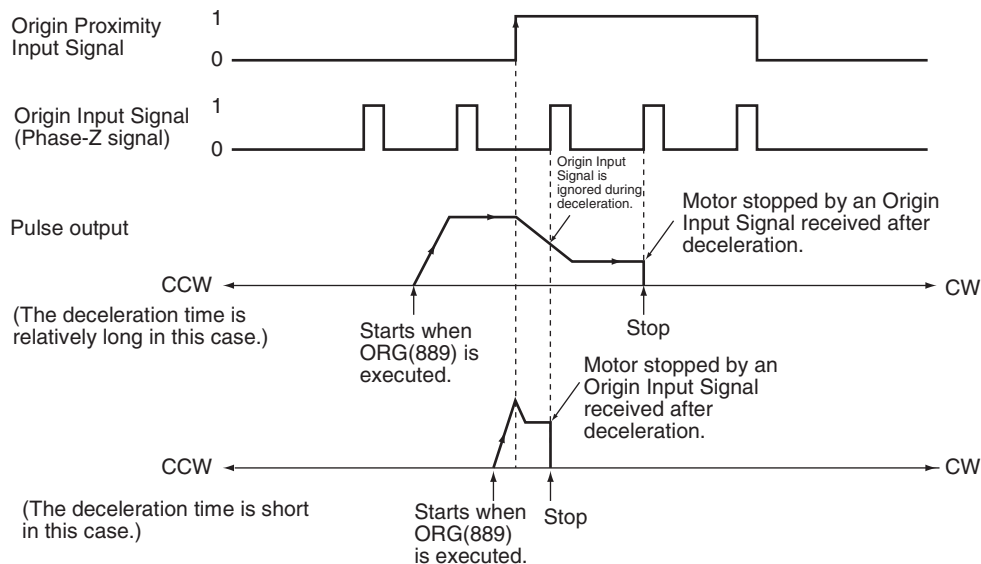 Origin Proximity
Input Signal
1
0
Origin Input Signal
(Phase-Z signal)
1
0
Origin Input
Signal is
ignored during
deceleration.
Pulse output
Motor stopped by an Origin
Input Signal received after
deceleration.
CCW
CW
(The deceleration time is
relatively long in this case.)
Starts when
ORG(889) is
executed.
Stop
Motor stopped by an
Origin Input Signal
received after
deceleration.
CCW
CW
(The deceleration time is short
in this case.)
Starts when
ORG(889)
is executed.
Stop